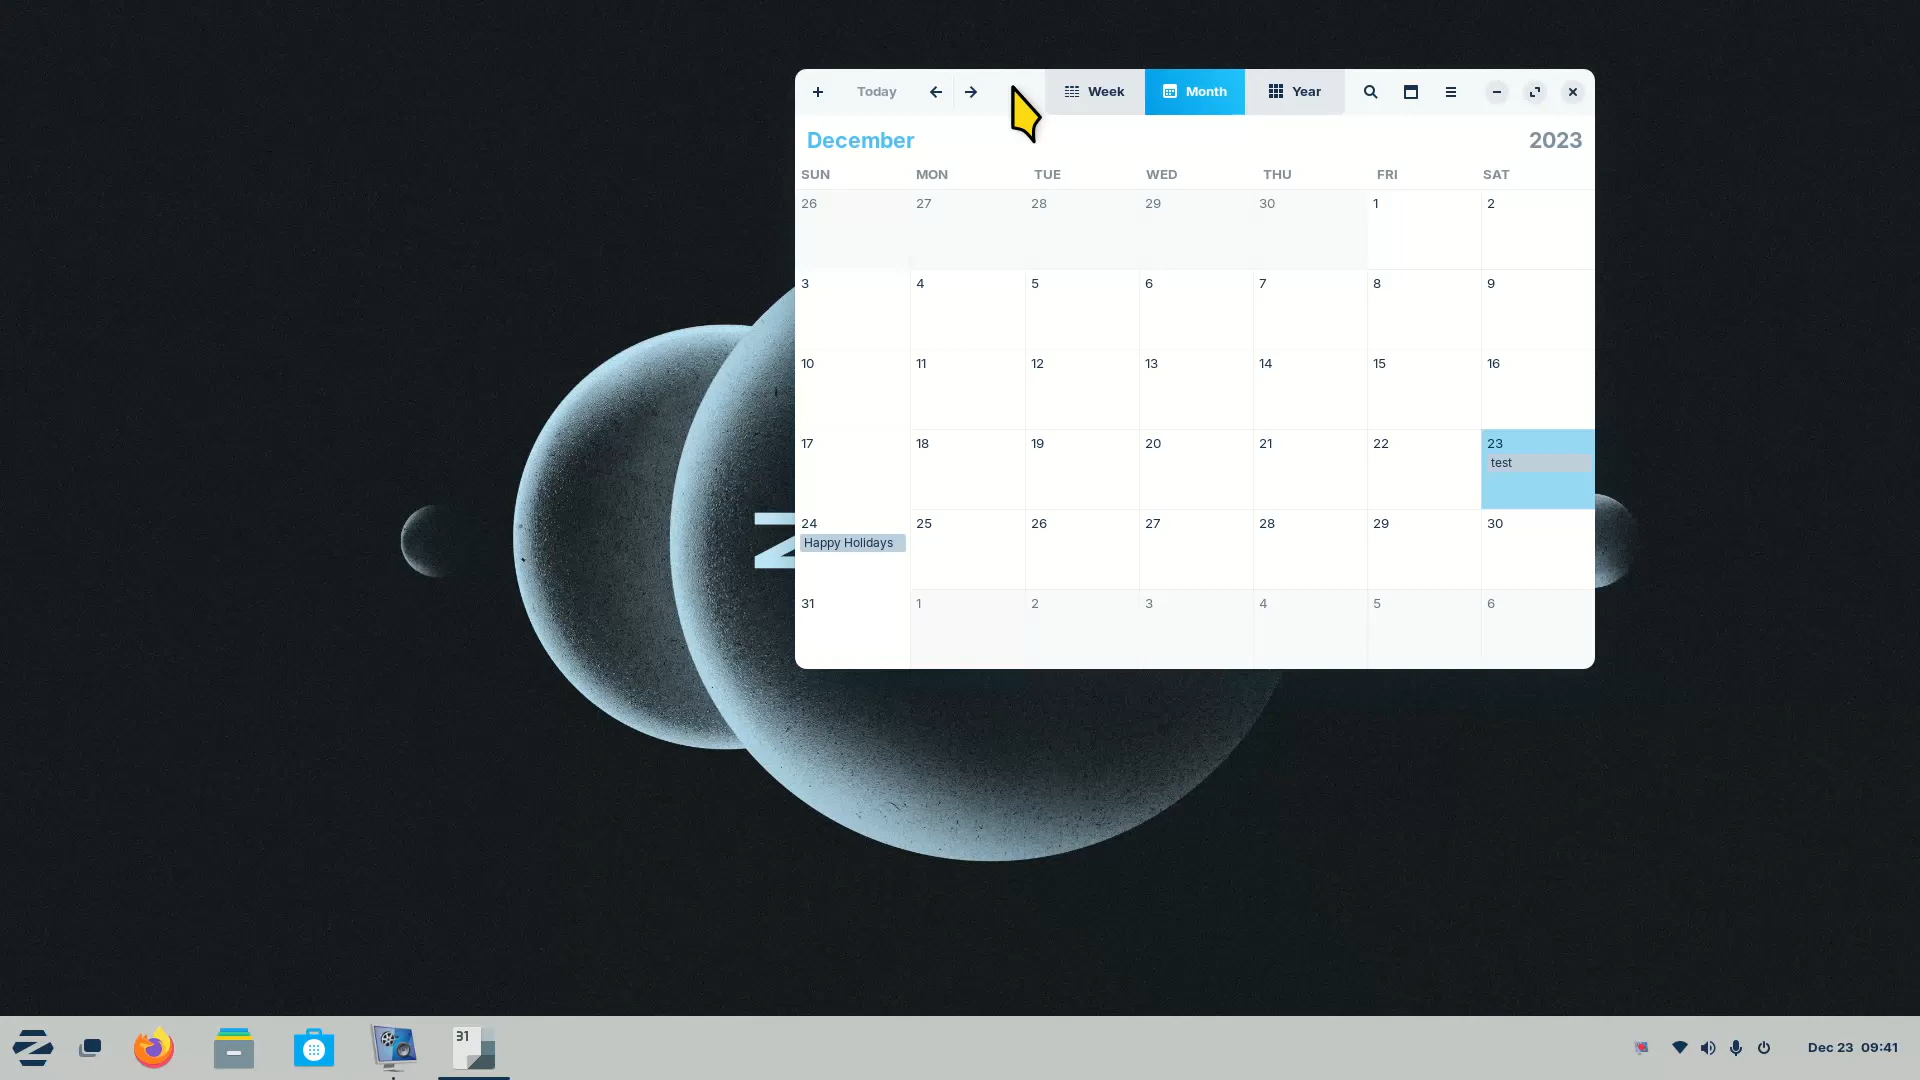 Today
Week
Month
Year
December
2023
SUN MON TUE WED THU FRI SAT
26 27 28 29 30 1 2
3 4 5 6 7 8 9
10 11 12 13 14 15 16
17 18 19 20 21 22 23
test
24 25 26 27 28 29 30
Happy Holidays
31 1 2 3 4 5 6
31
Dec 23 09:41